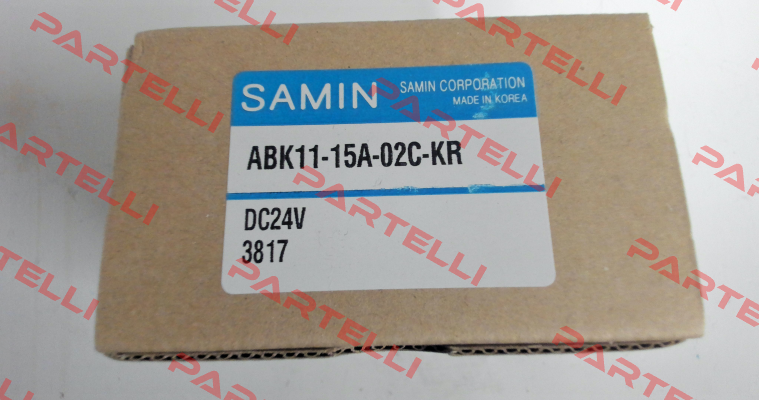 SAMIN
SAMIN CORPORATION
MADE IN KOREA
ABK11-15A-02C-KR
DC24V
3817
PARTELLI
PARTELLI
PARTELLI
PARTELLI
PARTELLI
PARTELLI
PARTELLI
PARTELLI